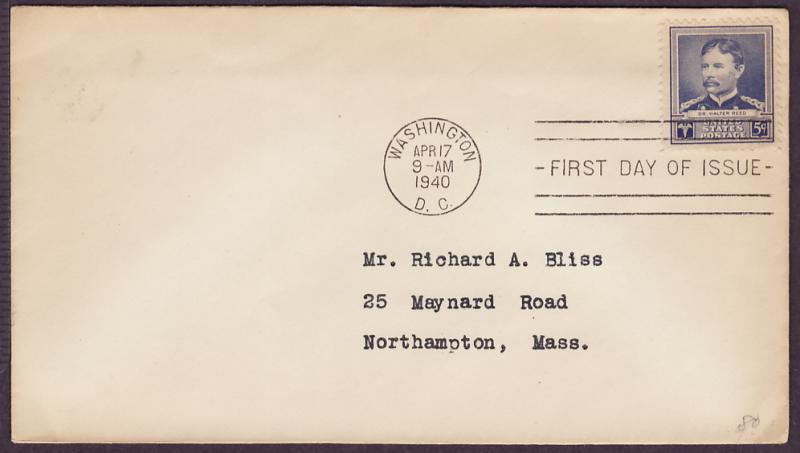 DR. WALTER REED
UNITED
STATES
POSTAGE
5¢
WASHINGTON
APR 17
9-AM
1940
D. C.
-FIRST DAY OF ISSUE-
Mr. Richard A. Bliss
25 Maynard Road
Northampton, Mass.